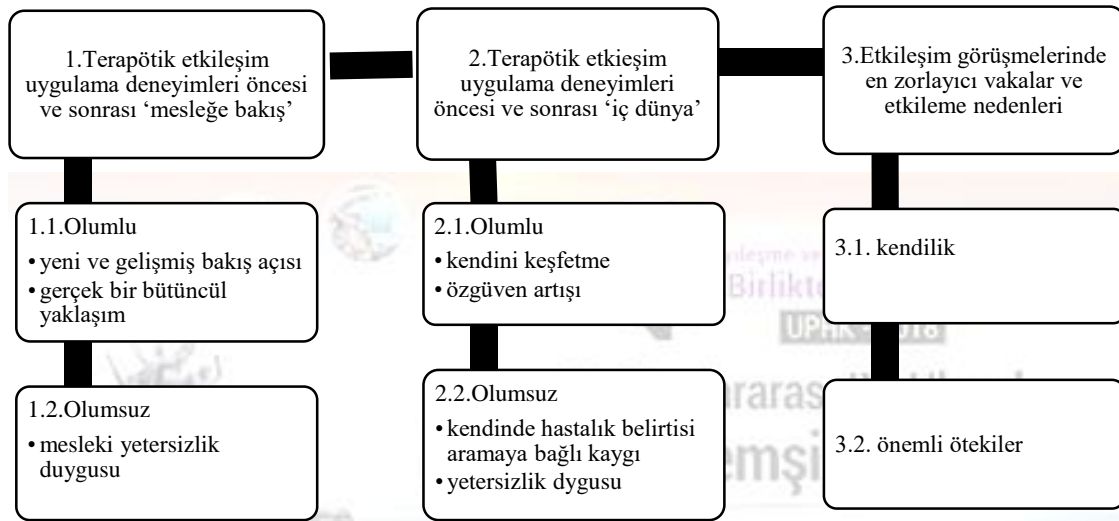 1.Terapötik etkileşim
uygulama deneyimleri öncesi
ve sonrası ‘mesleğe bakış’
2.Terapötik etkieşim
uygulama deneyimleri
öncesi ve sonrası ‘iç dünya’
3.Etkileşim görüşmelerinde
en zorlayıcı vakalar ve
etkileme nedenleri
1.1.Olumlu
• yeni ve gelişmiş bakış açısı
• gerçek bir bütüncül
yaklaşım
2.1.Olumlu
• kendini keşfetme
• özgüven artışı
3.1. kendilik
Birlikte
1.2.Olumsuz
• mesleki yetersizlik
duygusu
2.2.Olumsuz
• kendinde hastalık belirtisi
aramaya bağlı kaygı
• yetersizlik dygusu
3.2. önemli ötekiler